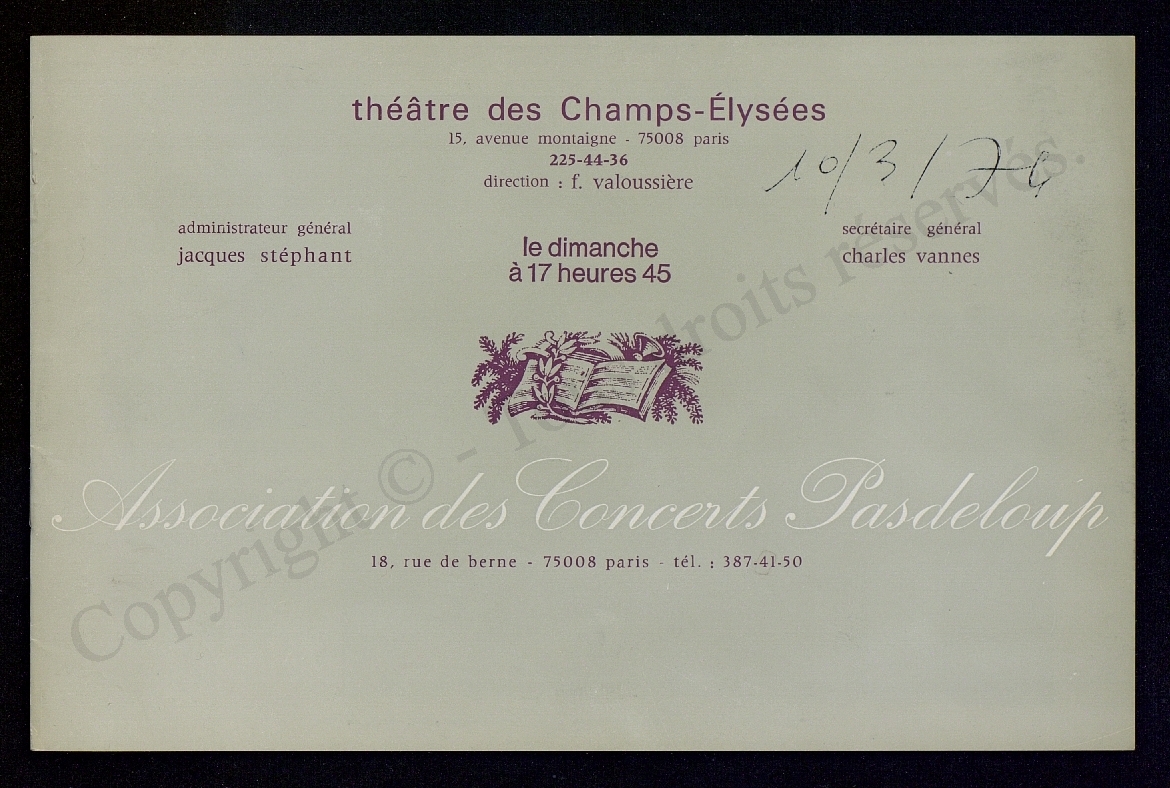 théâtre des Champs-Élysées
15, avenue montaigne - 75008 paris
225-44-36
direction : f. valoussière
10/3/74
administrateur général
jacques stéphant
le dimanche
à 17 heures 45
secrétaire général
charles vannes
Association des Concerts Pasdeloup
18, rue de berne - 75008 paris - tél. : 387-41-50
Copyright © - Tous droits réservés.